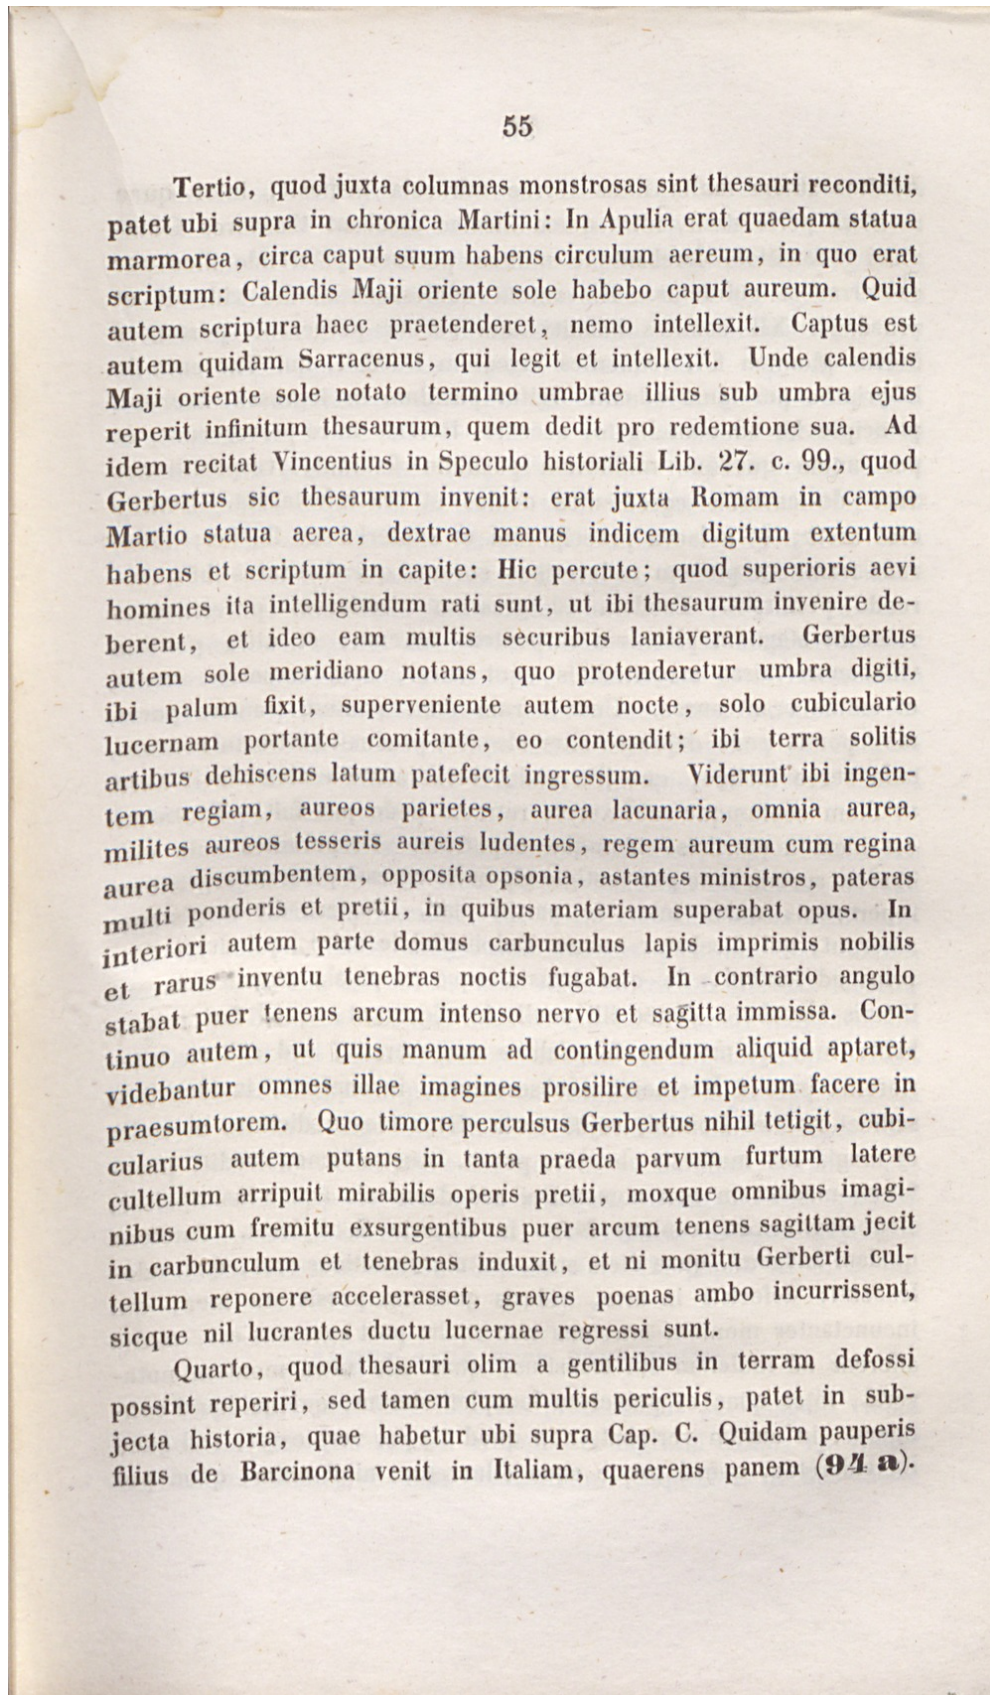 55
Tertio, quod juxta columnas monstrosas sint thesauri reconditi,
patet ubi supra in chronica Martini: In Apulia erat quaedam statua
marmorea, circa caput suum habens circulum aereum, in quo erat
scriptum: Calendis Maji oriente sole habebo caput aureum. Quid
autem scriptura haec praetenderet, nemo intellexit. Captus est
autem quidam Sarracenus, qui legit et intellexit. Unde calendis
Maji oriente sole notato termino umbrae illius sub umbra ejus
reperit infinitum thesaurum, quem dedit pro redemtione sua. Ad
idem recitat Vincentius in Speculo historiali Lib. 27. c. 99., quod
Gerbertus sic thesaurum invenit: erat juxta Romam in campo
Martio statua aerea, dextrae manus indicem digitum extentum
habens et scriptum in capite: Hic percute; quod superioris aevi
homines ita intelligendum rati sunt, ut ibi thesaurum invenire de-
berent, et ideo eam multis securibus laniaverant. Gerbertus
autem sole meridiano notans, quo protenderetur umbra digiti,
ibi palum fixit, superveniente autem nocte, solo cubiculario
lucernam portante comitante, eo contendit; ibi terra solitis
artibus dehiscens latum patefecit ingressum. Viderunt ibi ingen-
tem regiam, aureos parietes, aurea lacunaria, omnia aurea,
milites aureos tesseris aureis ludentes, regem aureum cum regina
aurea discumbentem, opposita opsonia, astantes ministros, pateras
multi ponderis et pretii, in quibus materiam superabat opus. In
interiori autem parte domus carbunculus lapis imprimis nobilis
et rarus inventu tenebras noctis fugabat. In contrario angulo
stabat puer tenens arcum intenso nervo et sagitta immissa. Con-
tinuo autem, ut quis manum ad contingendum aliquid aptaret,
videbantur omnes illae imagines prosilire et impetum facere in
praesumtorem. Quo timore perculsus Gerbertus nihil tetigit, cubi-
cularius autem putans in tanta praeda parvum furtum latere
cultellum arripuit mirabilis operis pretii, moxque omnibus imagi-
nibus cum fremitu exsurgentibus puer arcum tenens sagittam jecit
in carbunculum et tenebras induxit, et ni monitu Gerberti cul-
tellum reponere accelerasset, graves poenas ambo incurrissent,
sicque nil lucrantes ductu lucernae regressi sunt.
Quarto, quod thesauri olim a gentilibus in terram defossi
possint reperiri, sed tamen cum multis periculis, patet in sub-
jecta historia, quae habetur ubi supra Cap. C. Quidam pauperis
filius de Barcinona venit in Italiam, quaerens panem (94 a).